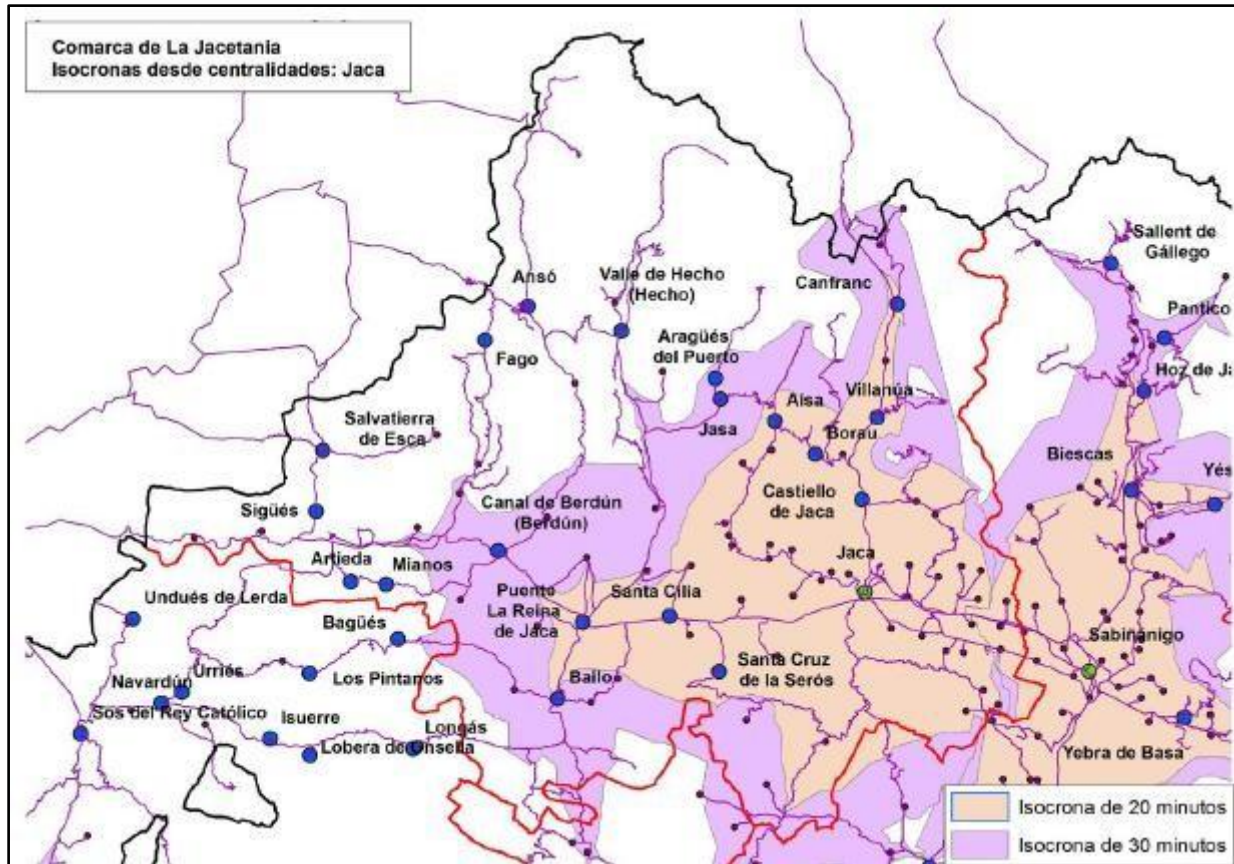 Comarca de La Jacetania
Isocronas desde centralidades: Jaca
Sallent de
Gállego
Ansó
Valle de Hecho
(Hecho)
Canfranc
Pantico
Aragüés
del Puerto
Fago
Hoz de Ja
Villanúa
Aísa
Jasa
Borau
Salvatierra
de Esca
Biescas
Yés
Canal de Berdún
(Berdún)
Castiello
de Jaca
Sigüés
Artieda
Mianos
Jaca
Puente
La Reina
de Jaca
Santa Cilia
Undués de Lerda
Bagüés
Sabiñánigo
Urriés
Los Pintanos
Bailo
Santa Cruz
de la Serós
Navardún
Sos del Rey Católico
Isuerre
Longás
Lobera de Onsella
Yebra de Basa
Isocrona de 20 minutos
Isocrona de 30 minutos